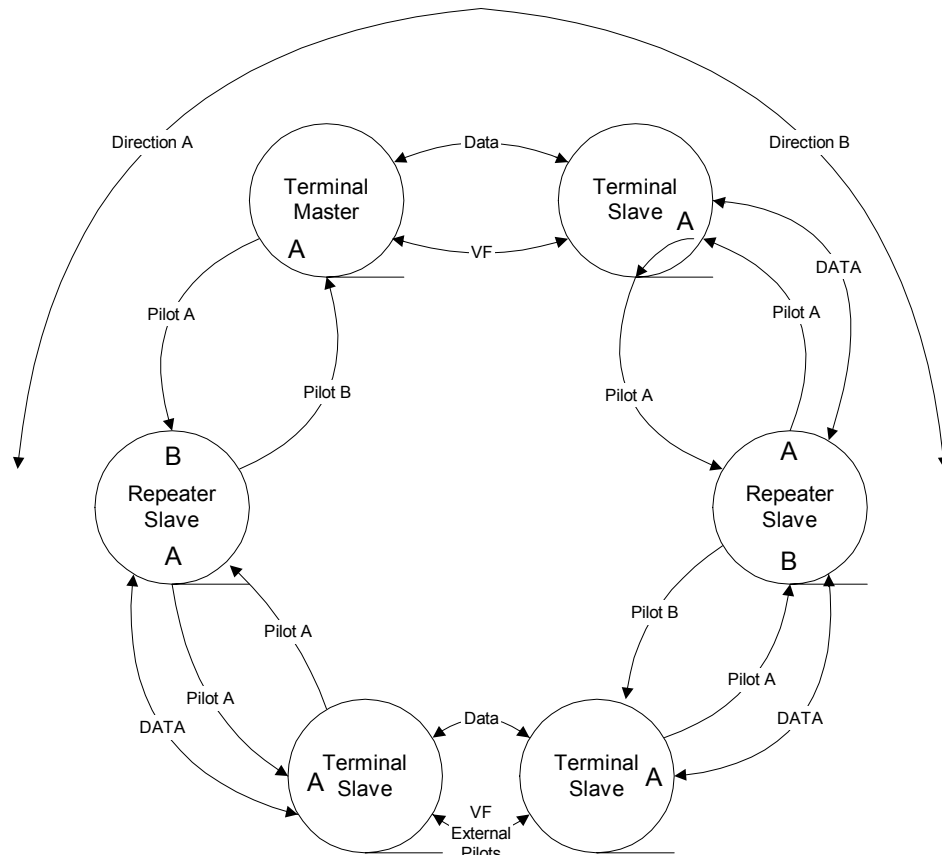 Direction A
Direction B
Data
Terminal
Master
A
Terminal
Slave
A
VF
DATA
Pilot A
Pilot A
Pilot B
Pilot A
B
Repeater
Slave
A
A
Repeater
Slave
B
Pilot A
Pilot B
Pilot A
Pilot A
DATA
DATA
Data
A
Terminal
Slave
Terminal
Slave
A
VF
External
Pilots